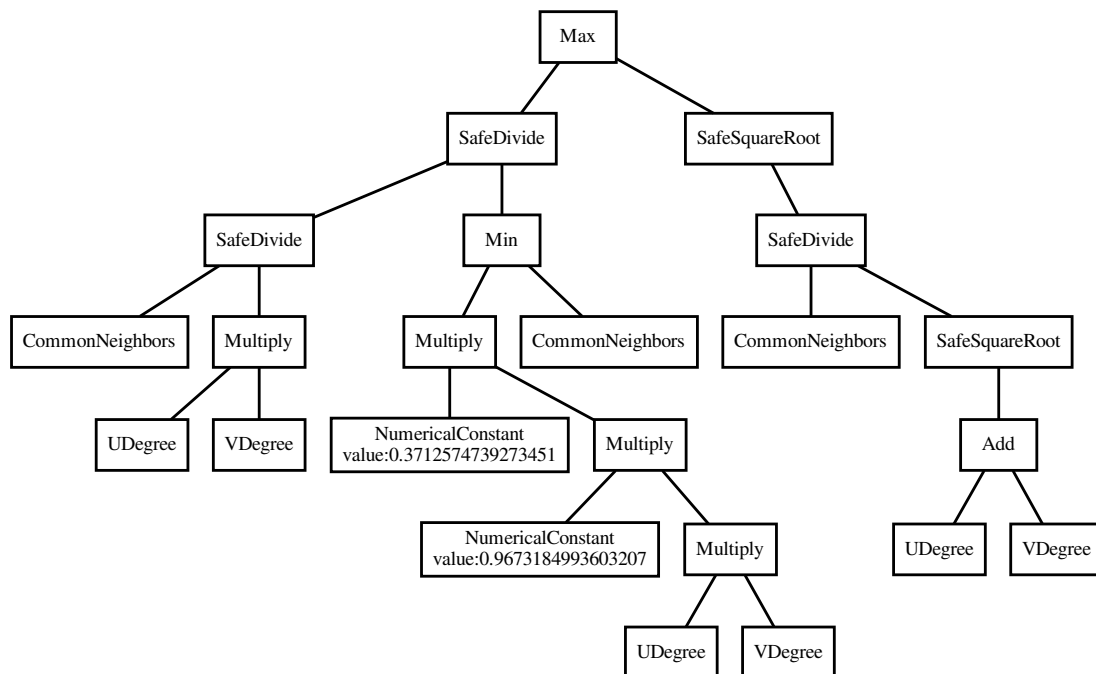 Max
SafeDivide
SafeSquareRoot
SafeDivide
Min
SafeDivide
CommonNeighbors
Multiply
Multiply
CommonNeighbors
CommonNeighbors
SafeSquareRoot
UDegree
VDegree
NumericalConstant
value:0.3712574739273451
Multiply
Add
NumericalConstant
value:0.9673184993603207
Multiply
UDegree
VDegree
UDegree
VDegree